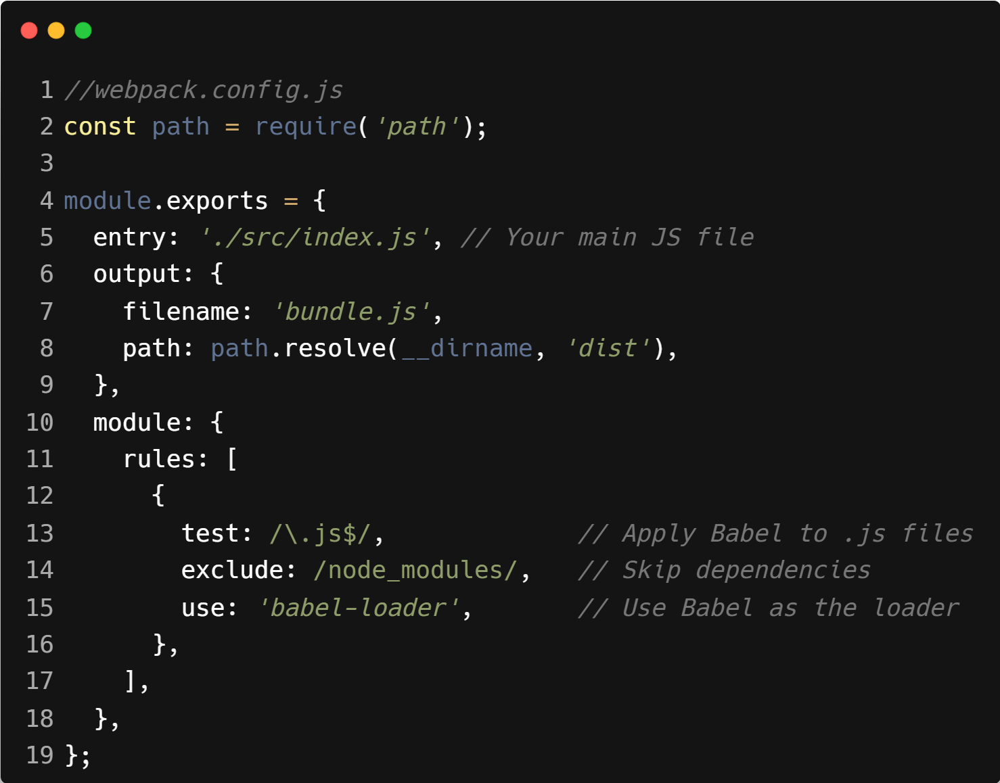 1 //webpack.config.js
2 const path = require('path');
3
4 module.exports = {
5   entry: './src/index.js', // Your main JS file
6   output: {
7     filename: 'bundle.js',
8     path: path.resolve(__dirname, 'dist'),
9   },
10   module: {
11     rules: [
12       {
13         test: /\.js$/,             // Apply Babel to .js files
14         exclude: /node_modules/,   // Skip dependencies
15         use: 'babel-loader',       // Use Babel as the loader
16       },
17     ],
18   },
19 };